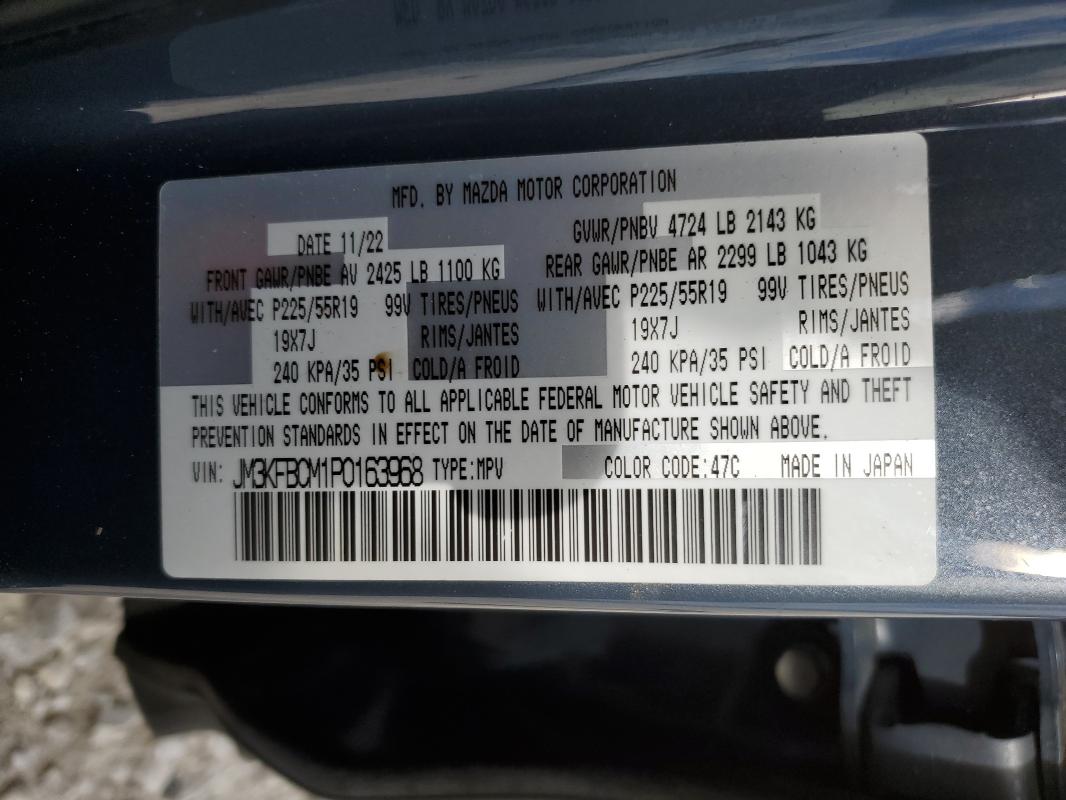 MFD. BY MAZDA MOTOR CORPORATION
DATE 11/22 GVWR/PNBV 4724 LB 2143 KG
FRONT GAWR/PNBE AV 2425 LB 1100 KG REAR GAWR/PNBE AR 2299 LB 1043 KG
WITH/AVEC P225/55R19 99V TIRES/PNEUS WITH/AVEC P225/55R19 99V TIRES/PNEUS
19X7J RIMS/JANTES 19X7J RIMS/JANTES
240 KPA/35 PSI COLD/A FROID 240 KPA/35 PSI COLD/A FROID
THIS VEHICLE CONFORMS TO ALL APPLICABLE FEDERAL MOTOR VEHICLE SAFETY AND THEFT
PREVENTION STANDARDS IN EFFECT ON THE DATE OF MANUFACTURE SHOWN ABOVE.
VIN: JM3KFBCM1P0163968 TYPE:MPV COLOR CODE:47C MADE IN JAPAN